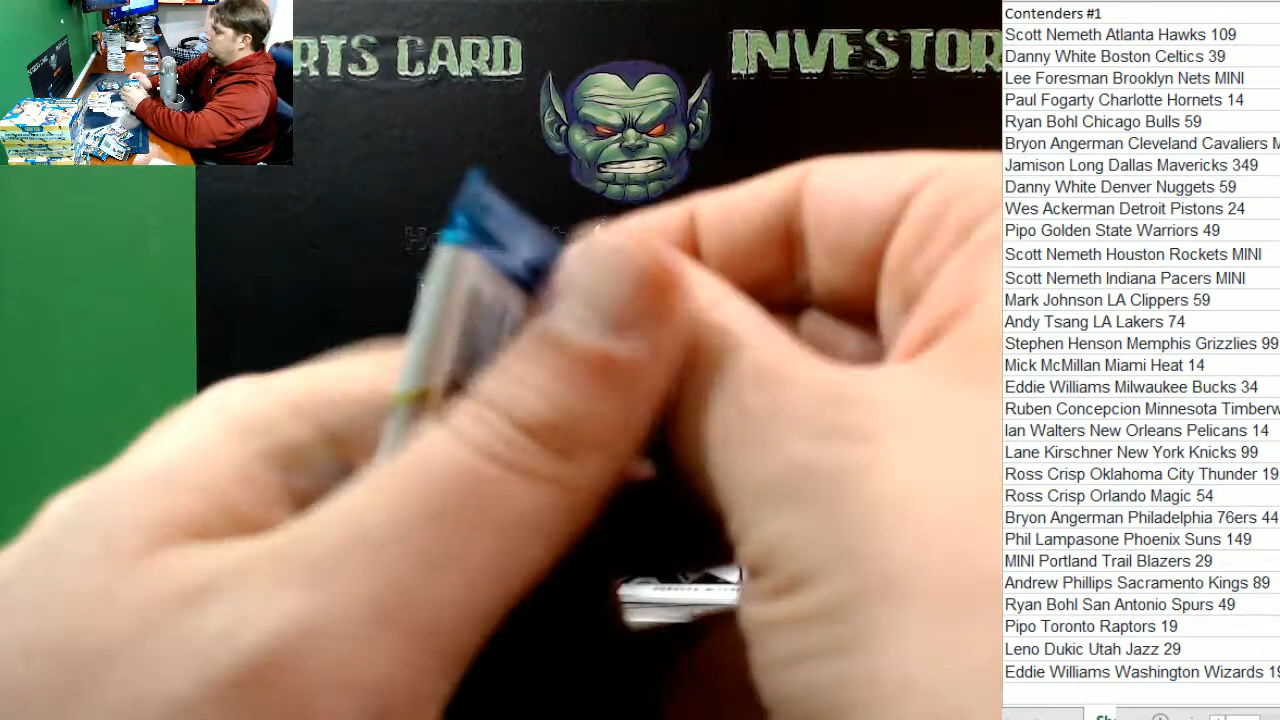 RTS CARD INVESTOR
Contenders #1
Scott Nemeth Atlanta Hawks 109
Danny White Boston Celtics 39
Lee Foresman Brooklyn Nets MINI
Paul Fogarty Charlotte Hornets 14
Ryan Bohl Chicago Bulls 59
Bryon Angerman Cleveland Cavaliers M
Jamison Long Dallas Mavericks 349
Danny White Denver Nuggets 59
Wes Ackerman Detroit Pistons 24
Pipo Golden State Warriors 49
Scott Nemeth Houston Rockets MINI
Scott Nemeth Indiana Pacers MINI
Mark Johnson LA Clippers 59
Andy Tsang LA Lakers 74
Stephen Henson Memphis Grizzlies 99
Mick McMillan Miami Heat 14
Eddie Williams Milwaukee Bucks 34
Ruben Concepcion Minnesota Timberw
Ian Walters New Orleans Pelicans 14
Lane Kirschner New York Knicks 99
Ross Crisp Oklahoma City Thunder 19
Ross Crisp Orlando Magic 54
Bryon Angerman Philadelphia 76ers 44
Phil Lampasone Phoenix Suns 149
MINI Portland Trail Blazers 29
Andrew Phillips Sacramento Kings 89
Ryan Bohl San Antonio Spurs 49
Pipo Toronto Raptors 19
Leno Dukic Utah Jazz 29
Eddie Williams Washington Wizards 19